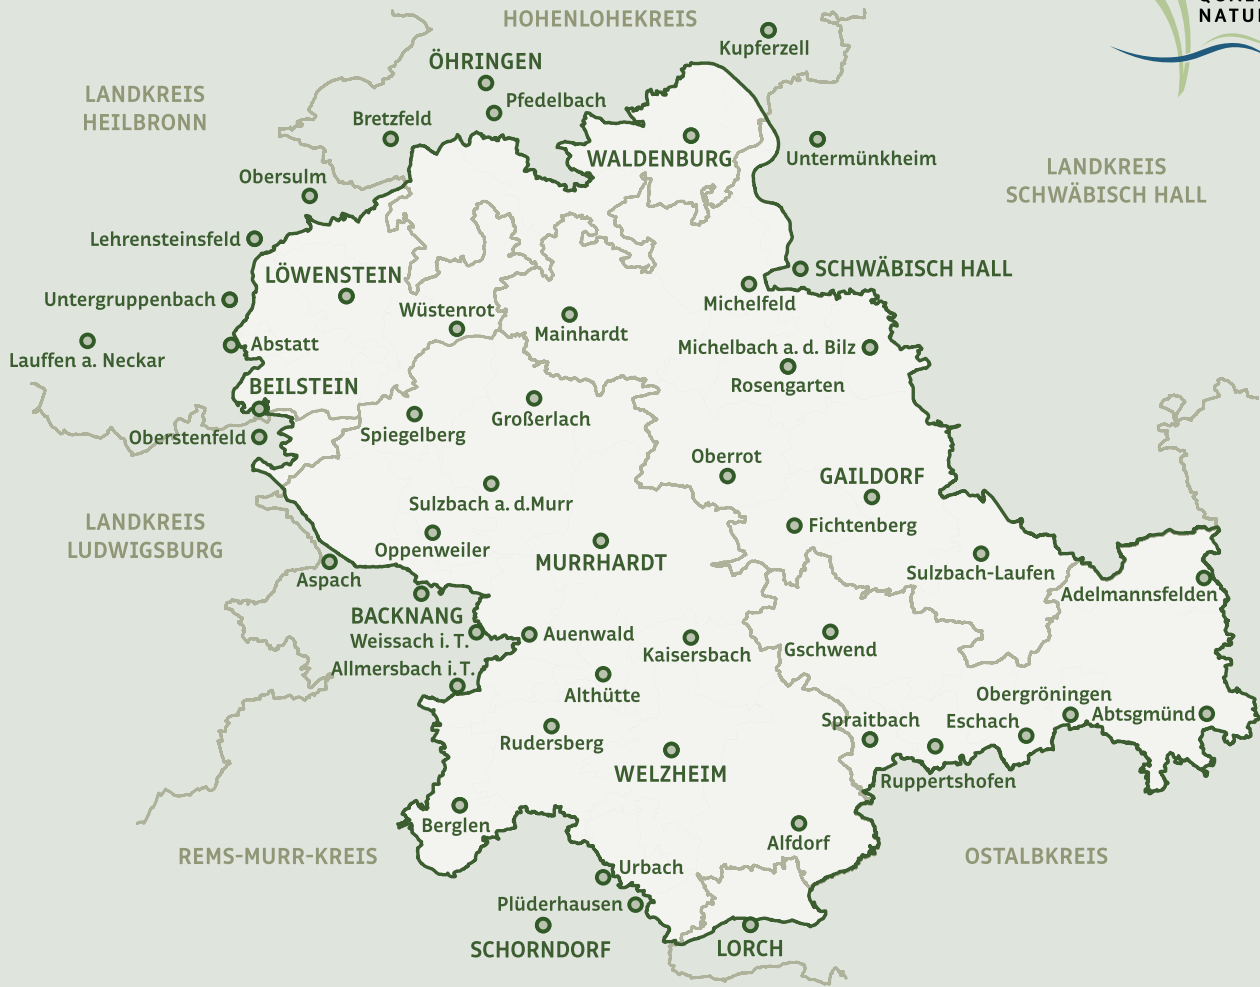 HOHENLOHEKREIS
NATU
Kupferzell
ÖHRINGEN
LANDKREIS
HEILBRONN
Pfedelbach
Bretzfeld
WALDENBURG
Untermünkheim
LANDKREIS
SCHWÄBISCH HALL
Obersulm
Lehrensteinsfeld
LÖWENSTEIN
SCHWÄBISCH HALL
Untergruppenbach
Michelfeld
Wüstenrot
Mainhardt
Abstatt
Lauffen a. Neckar
Michelbach a. d. Bilz
Rosengarten
BEILSTEIN
Großerlach
Spiegelberg
Oberstenfeld
Oberrot
GAILDORF
Sulzbach a. d.Murr
LANDKREIS
LUDWIGSBURG
Fichtenberg
Oppenweiler
MURRHARDT
Sulzbach-Laufen
Aspach
Adelmannsfelden
BACKNANG
Weissach i. T.
Auenwald
Kaisersbach
Gschwend
Allmersbach i.T.
Althütte
Obergröningen
Spraitbach
Eschach
Abtsgmünd
Rudersberg
WELZHEIM
Ruppertshofen
Berglen
Alfdorf
REMS-MURR-KREIS
OSTALBKREIS
Urbach
Plüderhausen
SCHORNDORF
LORCH